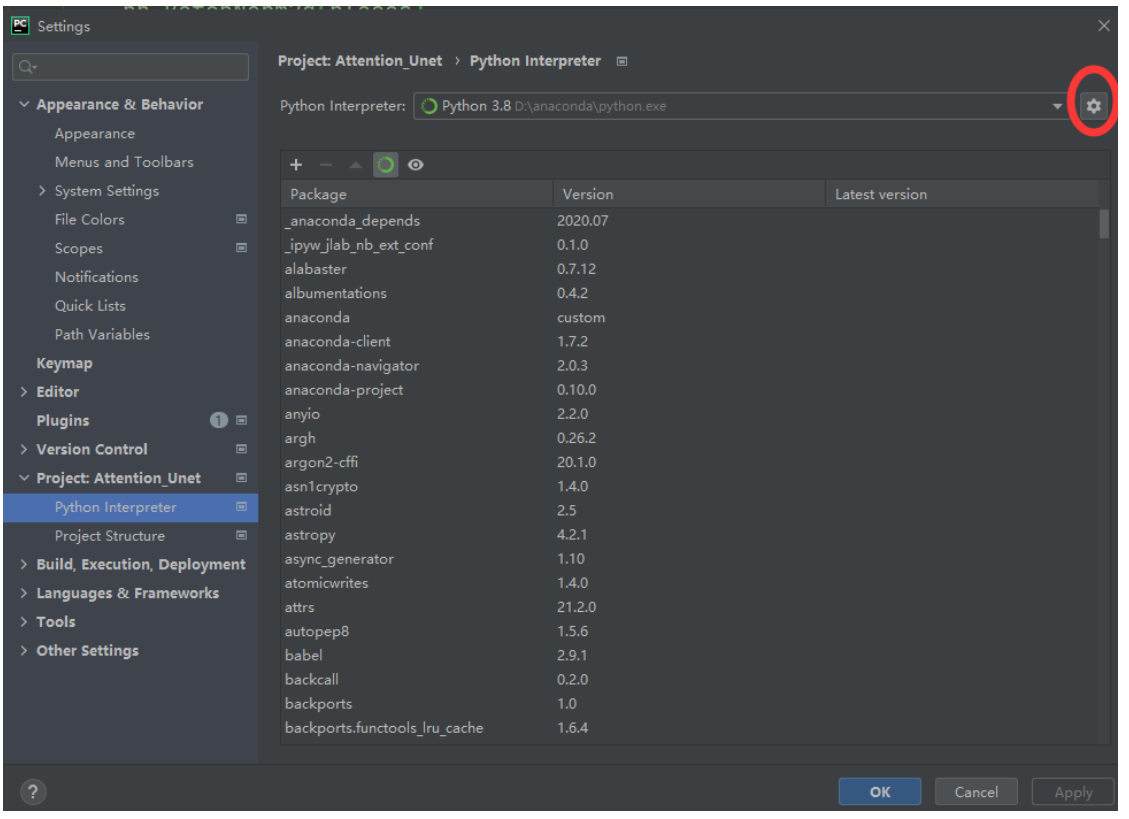 PC Settings
Project: Attention_Unet > Python Interpreter
Python Interpreter: Python 3.8 D:\anaconda\python.exe
Appearance & Behavior
Appearance
Menus and Toolbars
System Settings
File Colors
Scopes
Notifications
Quick Lists
Path Variables
Keymap
Editor
Plugins 1
Version Control
Project: Attention_Unet
Python Interpreter
Project Structure
Build, Execution, Deployment
Languages & Frameworks
Tools
Other Settings
Package Version Latest version
_anaconda_depends 2020.07
_ipyw_jlab_nb_ext_conf 0.1.0
alabaster 0.7.12
albumentations 0.4.2
anaconda custom
anaconda-client 1.7.2
anaconda-navigator 2.0.3
anaconda-project 0.10.0
anyio 2.2.0
argh 0.26.2
argon2-cffi 20.1.0
asn1crypto 1.4.0
astroid 2.5
astropy 4.2.1
async_generator 1.10
atomicwrites 1.4.0
attrs 21.2.0
autopep8 1.5.6
babel 2.9.1
backcall 0.2.0
backports 1.0
backports.functools_lru_cache 1.6.4
? OK Cancel Apply